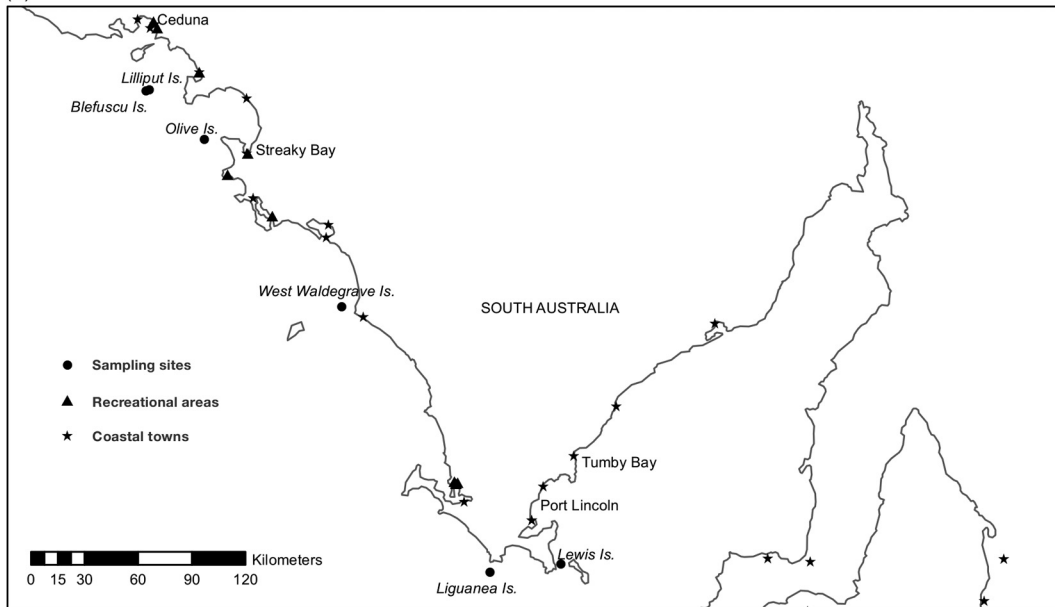 Ceduna
Lilliput Is.
Blefuscu Is.
Olive Is.
Streaky Bay
West Waldegrave Is.
SOUTH AUSTRALIA
Sampling sites
Recreational areas
Coastal towns
Tumby Bay
Port Lincoln
Lewis Is.
Liguanea Is.
Kilometers
0 15 30 60 90 120